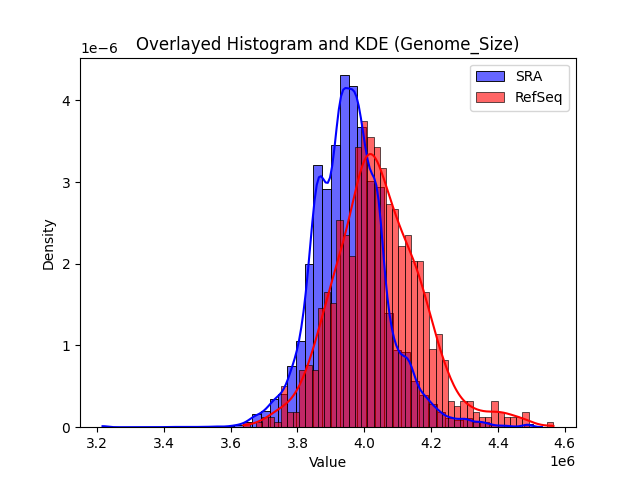 Overlayed Histogram and KDE (Genome_Size)
1e−6
SRA
RefSeq
4
3
2
1
0
Density
3.2 3.4 3.6 3.8 4.0 4.2 4.4 4.6
Value
1e6